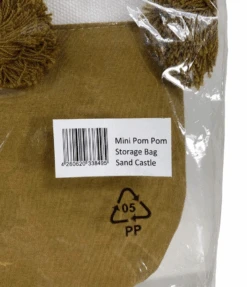 Mini Pom Pom
Storage Bag
Sand Castle
05
PP